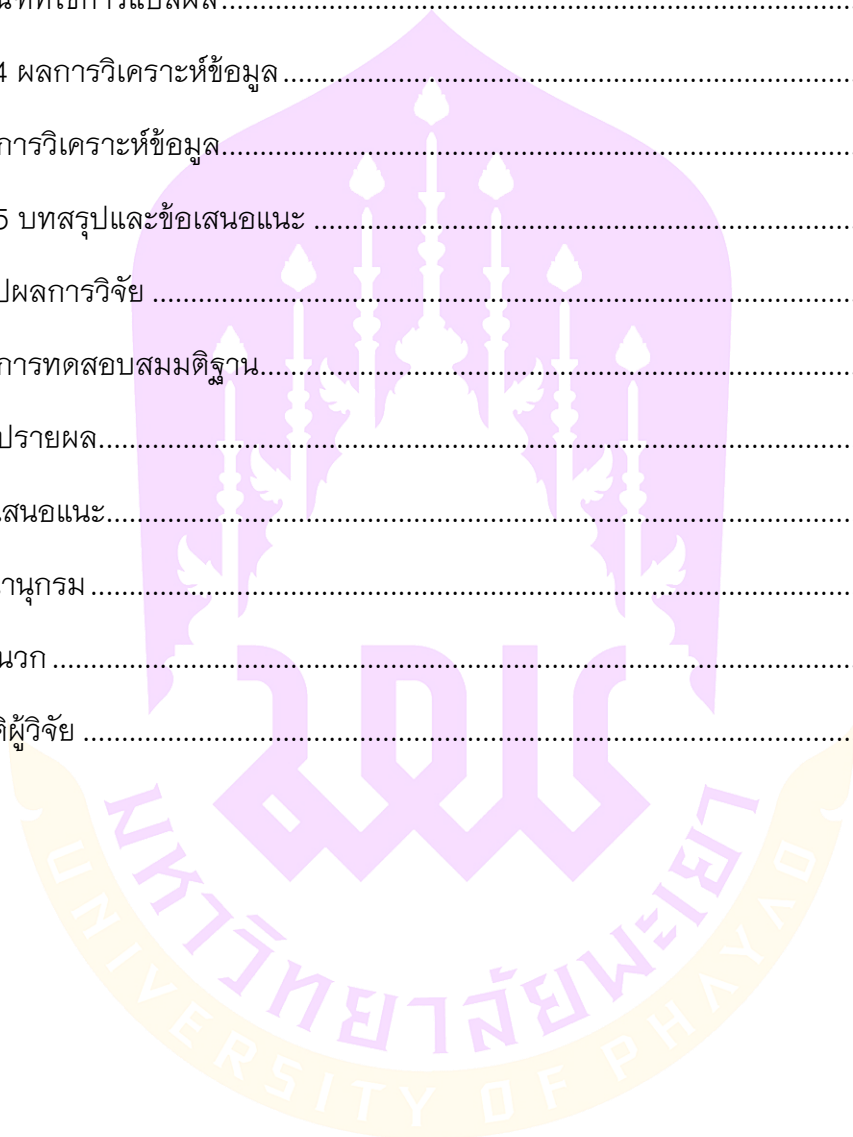 4 ผลการวิเคราะห์ข้อมูล ................................................................
การวิเคราะห์ข้อมูล................................................................
5 บทสรุปและข้อเสนอแนะ ................................................................
ปผลการวิจัย ................................................................
การทดสอบสมมติฐาน................................................................
ปรายผล................................................................
เสนอแนะ................................................................
านุกรม ................................................................
นวก ................................................................
ติผู้วิจัย ................................................................
มหาวิทยาลัยพะเยา
UNIVERSITY OF PHAYAO